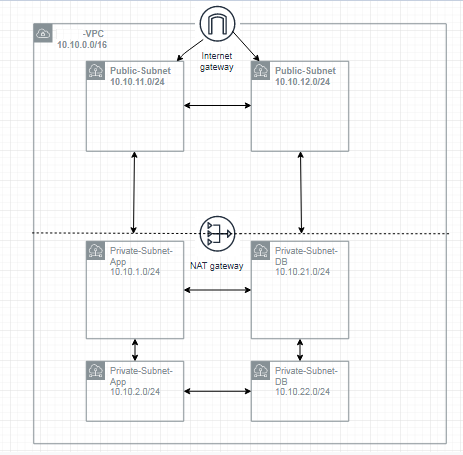 -VPC
10.10.0.0/16
Internet
gateway
Public-Subnet
10.10.11.0/24
Public-Subnet
10.10.12.0/24
NAT gateway
Private-Subnet-
App
10.10.1.0/24
Private-Subnet-
DB
10.10.21.0/24
Private-Subnet-
App
10.10.2.0/24
Private-Subnet-
DB
10.10.22.0/24